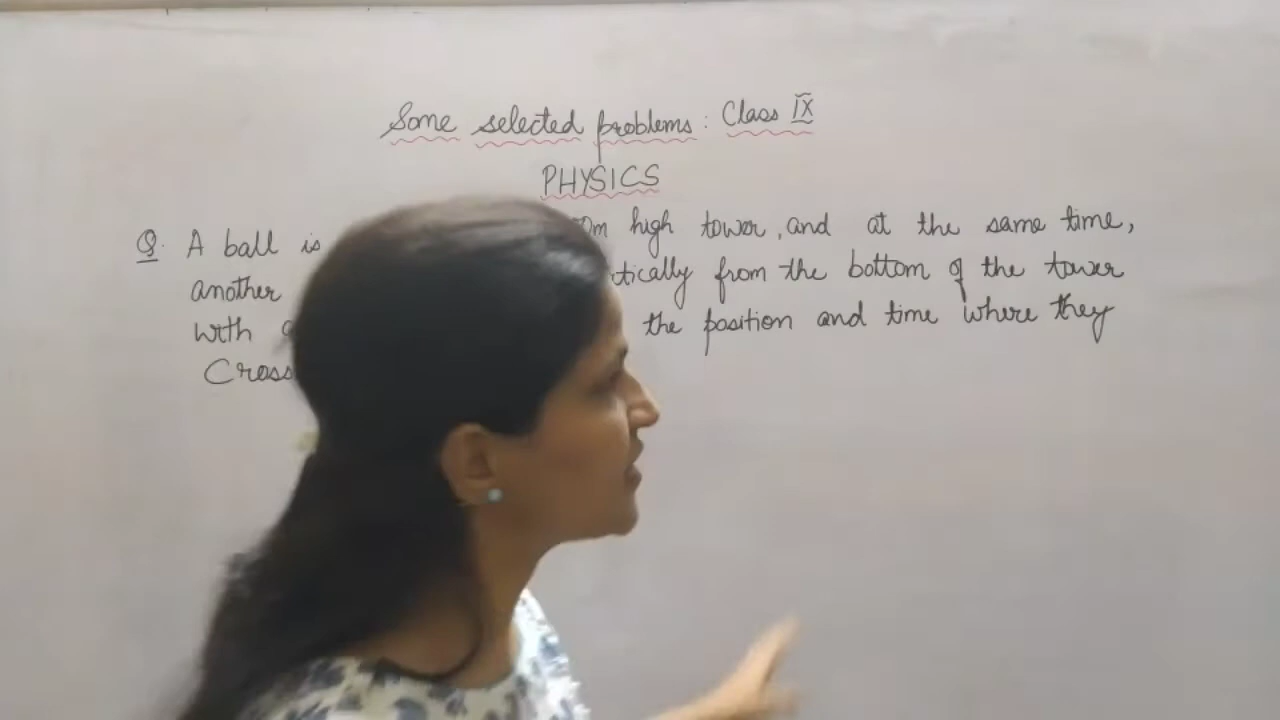 Some selected problems: Class IX
PHYSICS
Q. A ball is high tower, and at the same time,
another from the bottom of the tower
with the position and time where they
Cross